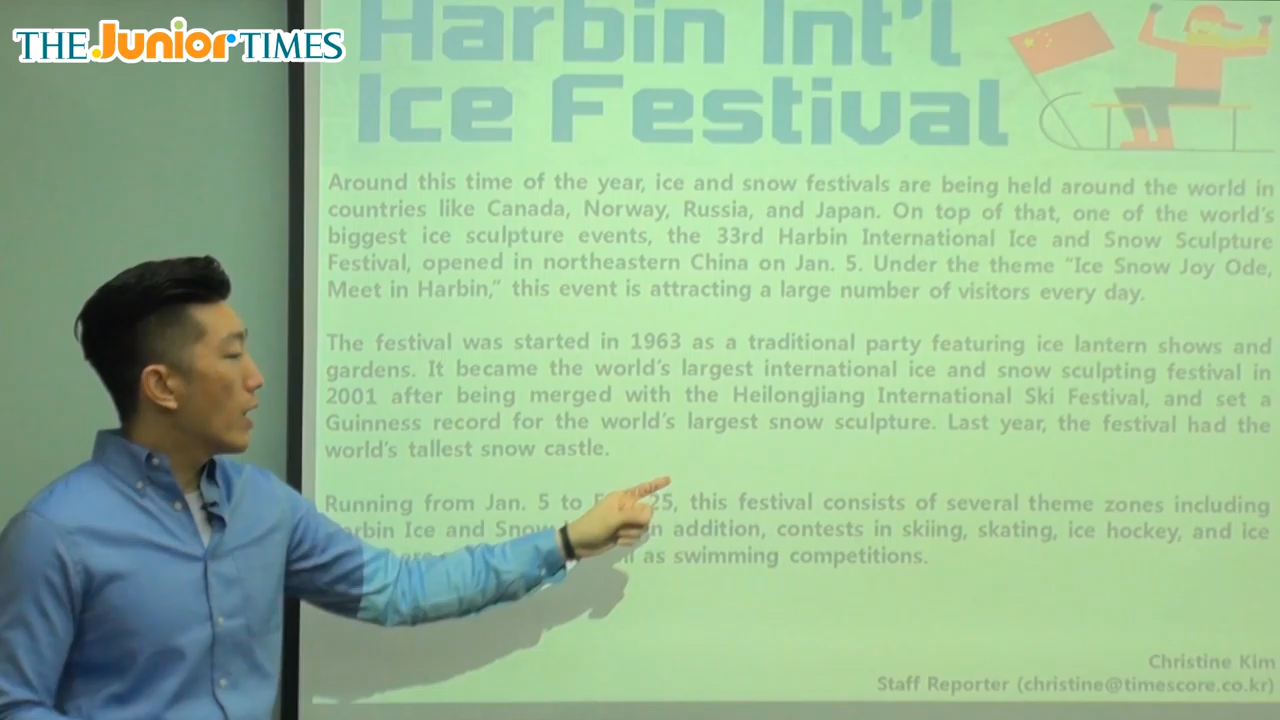 THE Junior TIMES
Harbin Int'l
Ice Festival
Around this time of the year, ice and snow festivals are being held around the world in
countries like Canada, Norway, Russia, and Japan. On top of that, one of the world's
biggest ice sculpture events, the 33rd Harbin International Ice and Snow Sculpture
Festival, opened in northeastern China on Jan. 5. Under the theme “Ice Snow Joy Ode,
Meet in Harbin,” this event is attracting a large number of visitors every day.
The festival was started in 1963 as a traditional party featuring ice lantern shows and
gardens. It became the world's largest international ice and snow sculpting festival in
2001 after being merged with the Heilongjiang International Ski Festival, and set a
Guinness record for the world's largest snow sculpture. Last year, the festival had the
world's tallest snow castle.
Running from Jan. 5 to 25, this festival consists of several theme zones including
Ice and Snow addition, contests in skiing, skating, ice hockey, and ice
as swimming competitions.
Christine Kim
Staff Reporter (christine@timescore.co.kr)